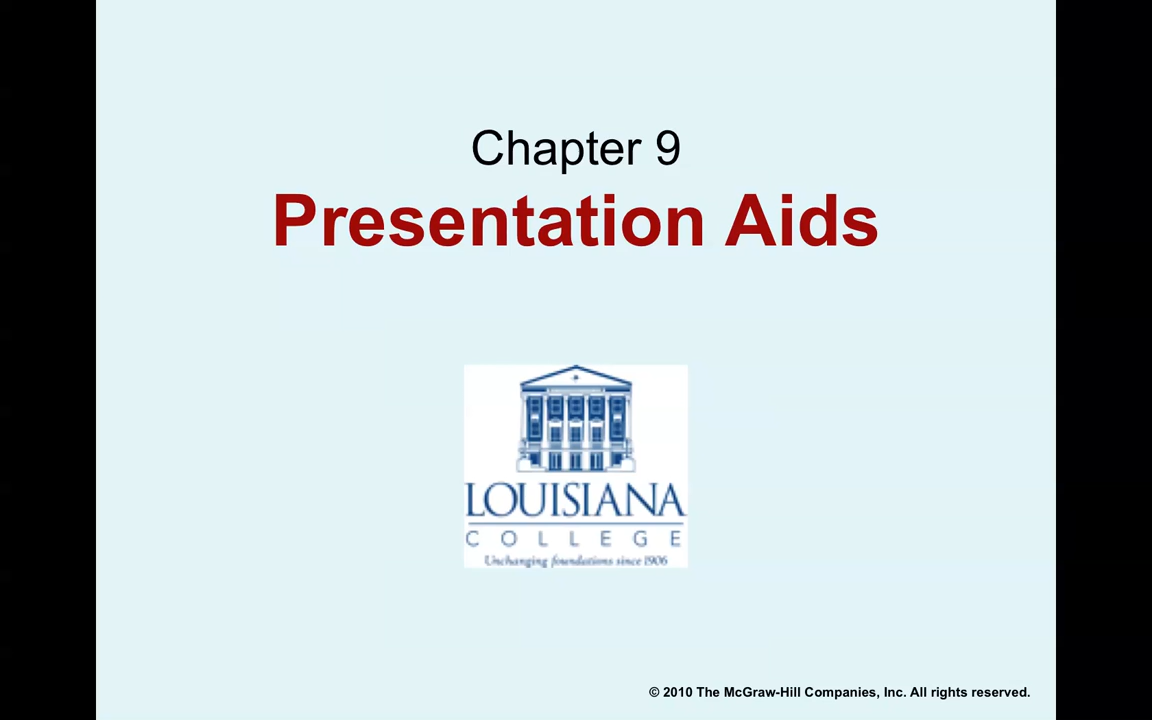 Chapter 9
Presentation Aids
LOUISIANA
COLLEGE
Unchanging foundations since 1906
© 2010 The McGraw-Hill Companies, Inc. All rights reserved.